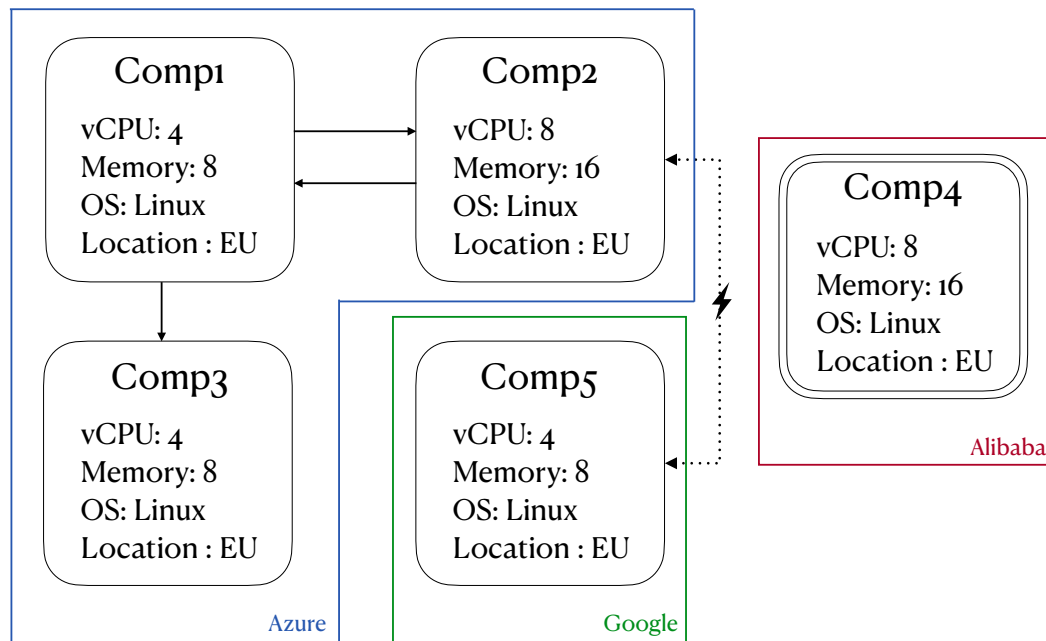 Comp1
vCPU: 4
Memory: 8
OS: Linux
Location : EU
Comp2
vCPU: 8
Memory: 16
OS: Linux
Location : EU
Comp4
vCPU: 8
Memory: 16
OS: Linux
Location : EU
Alibaba
Comp3
vCPU: 4
Memory: 8
OS: Linux
Location : EU
Azure
Comp5
vCPU: 4
Memory: 8
OS: Linux
Location : EU
Google